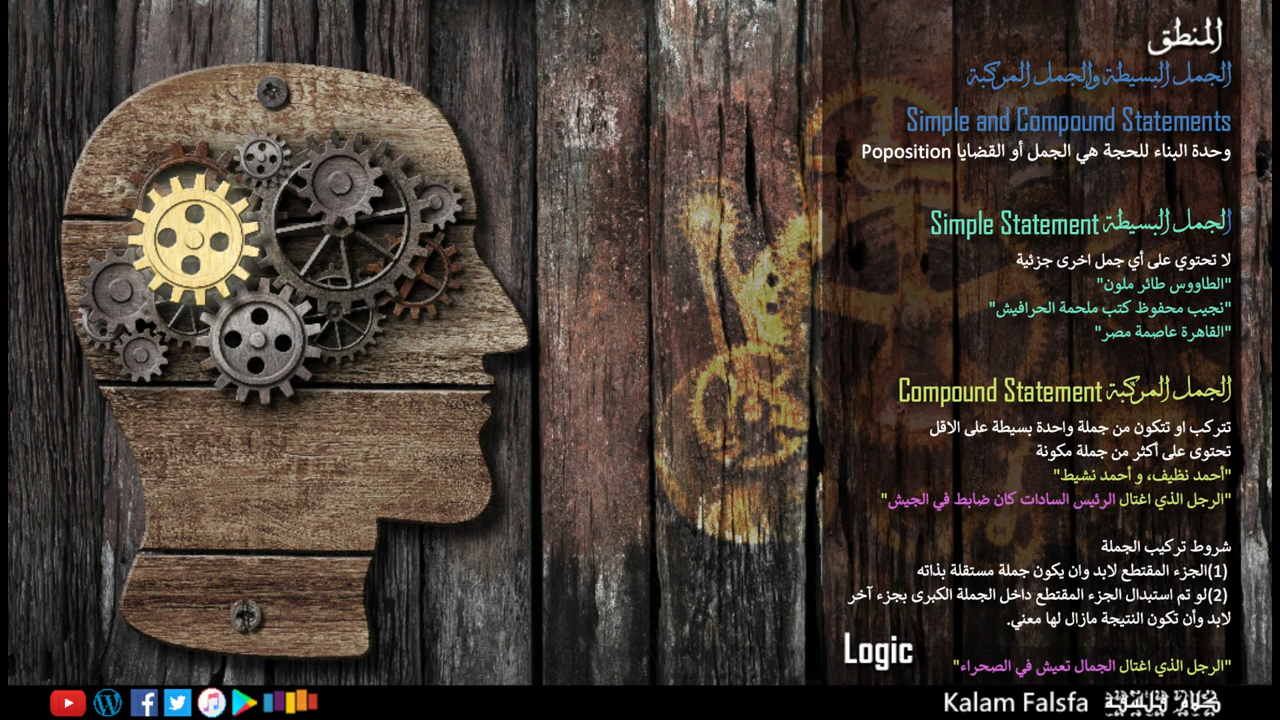 المنطق
الجمل البسيطة والجمل المركبة
Simple and Compound Statements
وحدة البناء للحجة هي الجمل أو القضايا Poposition
الجمل البسيطة Simple Statement
لا تحتوي على أي جمل اخرى جزئية
"الطاووس طائر ملون"
"نجيب محفوظ كتب ملحمة الحرافيش"
"القاهرة عاصمة مصر"
الجمل المركبة Compound Statement
تتركب او تتكون من جملة واحدة بسيطة على الاقل
تحتوى على أكثر من جملة مكونة
"أحمد نظيف، و أحمد نشيط"
"الرجل الذي اغتال الرئيس السادات كان ضابط في الجيش"
شروط تركيب الجملة
(1)الجزء المقتطع لابد وان يكون جملة مستقلة بذاته
(2)لو تم استبدال الجزء المقتطع داخل الجملة الكبرى بجزء آخر
لابد وأن تكون النتيجة مازال لها معني.
"الرجل الذي اغتال الجمال تعيش في الصحراء"
Logic
Kalam Falsfa كلام فلسفة